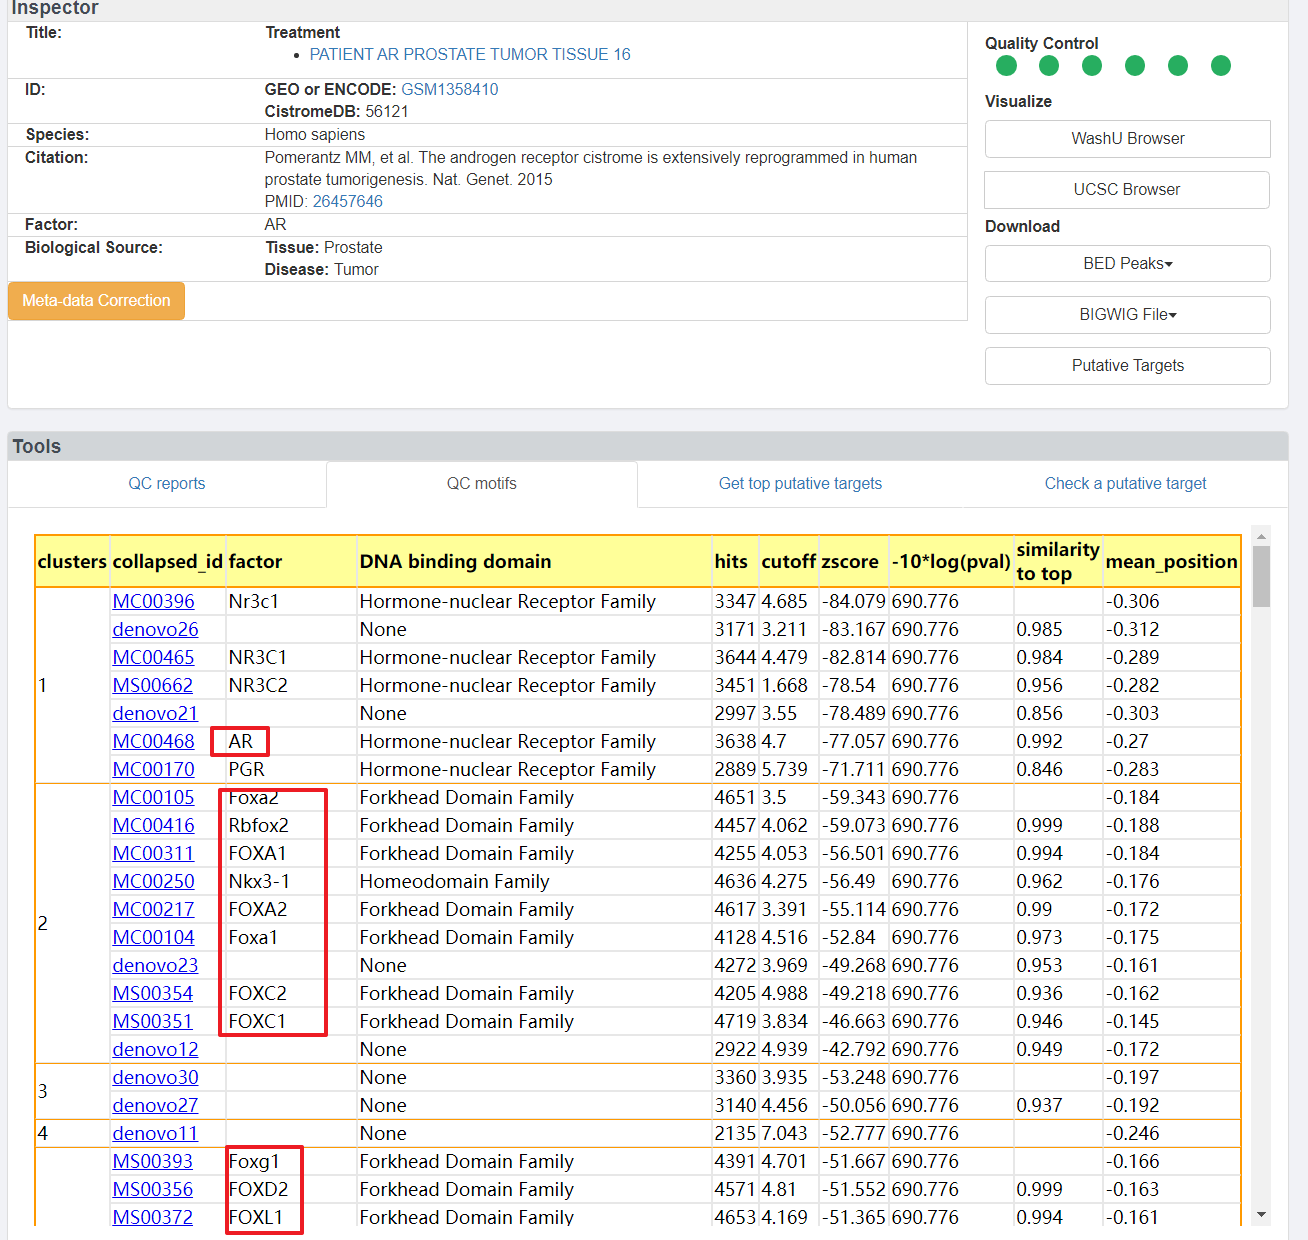 Inspector
Title: Treatment
• PATIENT AR PROSTATE TUMOR TISSUE 16
ID: GEO or ENCODE: GSM1358410
CistromeDB: 56121
Species: Homo sapiens
Citation: Pomerantz MM, et al. The androgen receptor cistrome is extensively reprogrammed in human
prostate tumorigenesis. Nat. Genet. 2015
PMID: 26457646
Factor: AR
Biological Source: Tissue: Prostate
Disease: Tumor
Meta-data Correction
Quality Control
Visualize
WashU Browser
UCSC Browser
Download
BED Peaks
BIGWIG File
Putative Targets
Tools
QC reports QC motifs Get top putative targets Check a putative target
clusters collapsed_id factor DNA binding domain hits cutoff zscore -10*log(pval) similarity to top mean_position
1
MC00396 Nr3c1 Hormone-nuclear Receptor Family 3347 4.685 -84.079 690.776 -0.306
denovo26 None 3171 3.211 -83.167 690.776 0.985 -0.312
MC00465 NR3C1 Hormone-nuclear Receptor Family 3644 4.479 -82.814 690.776 0.984 -0.289
MS00662 NR3C2 Hormone-nuclear Receptor Family 3451 1.668 -78.54 690.776 0.956 -0.282
denovo21 None 2997 3.55 -78.489 690.776 0.856 -0.303
MC00468 AR Hormone-nuclear Receptor Family 3638 4.7 -77.057 690.776 0.992 -0.27
MC00170 PGR Hormone-nuclear Receptor Family 2889 5.739 -71.711 690.776 0.846 -0.283
2
MC00105 Foxa2 Forkhead Domain Family 4651 3.5 -59.343 690.776 -0.184
MC00416 Rbfox2 Forkhead Domain Family 4457 4.062 -59.073 690.776 0.999 -0.188
MC00311 FOXA1 Forkhead Domain Family 4255 4.053 -56.501 690.776 0.994 -0.184
MC00250 Nkx3-1 Homeodomain Family 4636 4.275 -56.49 690.776 0.962 -0.176
MC00217 FOXA2 Forkhead Domain Family 4617 3.391 -55.114 690.776 0.99 -0.172
MC00104 Foxa1 Forkhead Domain Family 4128 4.516 -52.84 690.776 0.973 -0.175
denovo23 None 4272 3.969 -49.268 690.776 0.953 -0.161
MS00354 FOXC2 Forkhead Domain Family 4205 4.988 -49.218 690.776 0.936 -0.162
MS00351 FOXC1 Forkhead Domain Family 4719 3.834 -46.663 690.776 0.946 -0.145
denovo12 None 2922 4.939 -42.792 690.776 0.949 -0.172
3
denovo30 None 3360 3.935 -53.248 690.776 -0.197
denovo27 None 3140 4.456 -50.056 690.776 0.937 -0.192
4 denovo11 None 2135 7.043 -52.777 690.776 -0.246
MS00393 Foxg1 Forkhead Domain Family 4391 4.701 -51.667 690.776 -0.166
MS00356 FOXD2 Forkhead Domain Family 4571 4.81 -51.552 690.776 0.999 -0.163
MS00372 FOXL1 Forkhead Domain Family 4653 4.169 -51.365 690.776 0.994 -0.161